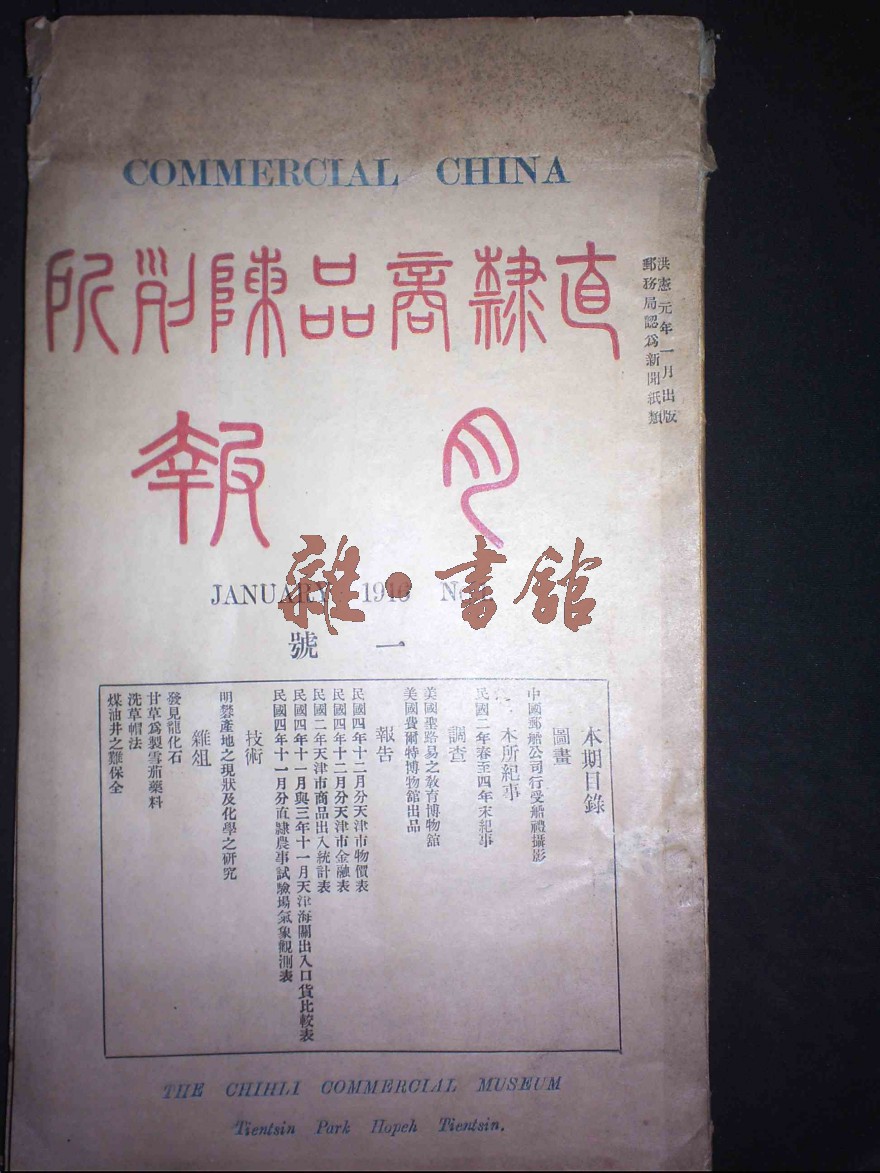 COMMERCIAL CHINA
直隸商品陳列所
月報
洪憲元年一月出版
郵務局認爲新聞紙類
JANUARY 1916 No. 1
雜•書館
一號
本期目錄
圖畫
中國郵船公司行受船禮攝影
本所紀事
民國二年春至四年末紀事
調查
美國聖路易之敎育博物館
美國費爾特博物館出品
報告
民國四年十二月分天津市物價表
民國四年十二月分天津市金融表
民國二年天津市商品出入統計表
民國四年十一月與三年十一月天津海關出入口貨比較表
民國四年十一月分直隸農事試驗場氣象觀測表
技術
明礬產地之現狀及化學之硏究
雜俎
發見龍化石
甘草爲製雪茄藥料
洗草帽法
煤油井之難保全
THE CHIHLI COMMERCIAL MUSEUM
Tientsin Park Hopeh Tientsin.